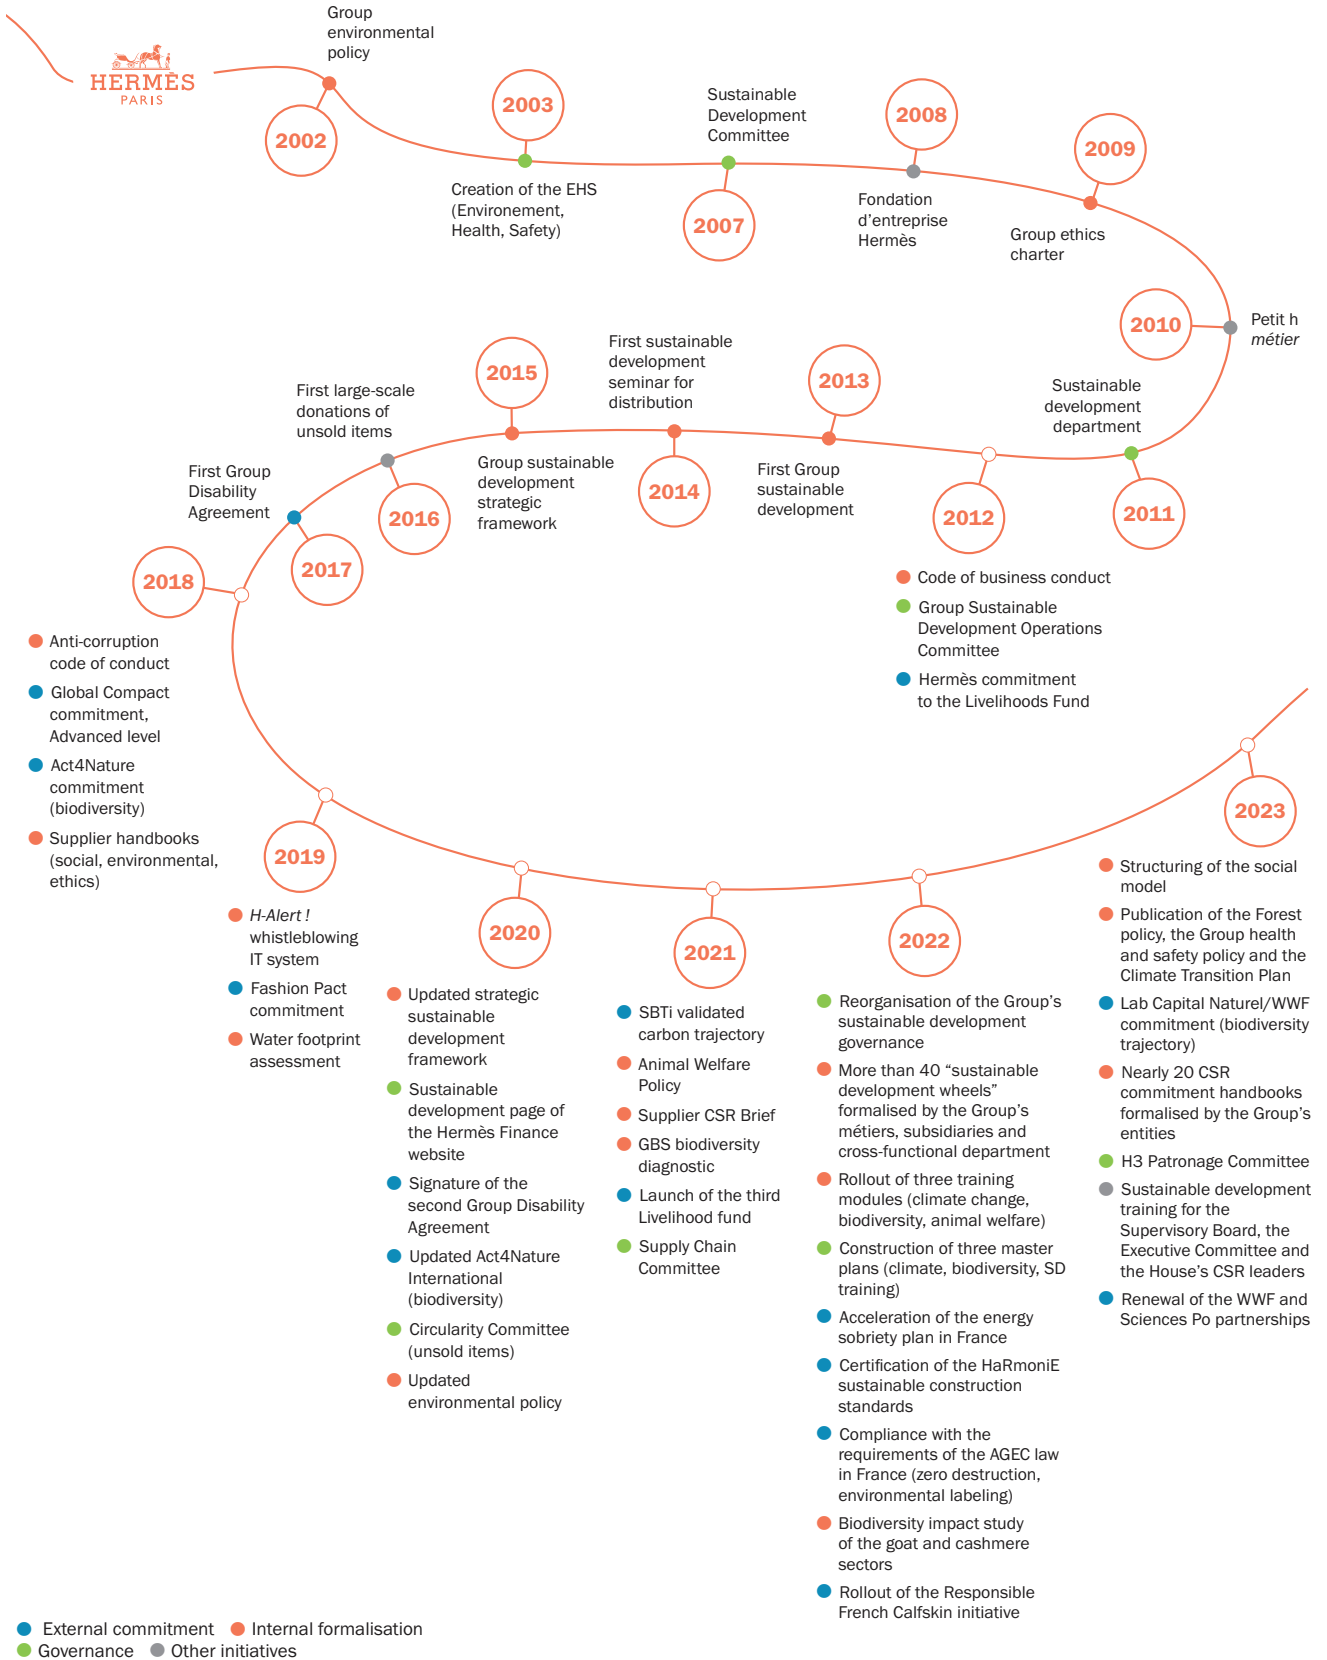 HERMÈS
PARIS
Group
environmental
policy
2002
2003
Creation of the EHS
(Environement,
Health, Safety)
Sustainable
Development
Committee
2007
2008
Fondation
d’entreprise
Hermès
2009
Group ethics
charter
2010
Petit h
métier
Sustainable
development
department
2011
2012
Code of business conduct
Group Sustainable
Development Operations
Committee
Hermès commitment
to the Livelihoods Fund
2013
First Group
sustainable
development
First sustainable
development
seminar for
distribution
2014
2015
Group sustainable
development
strategic
framework
First large-scale
donations of
unsold items
2016
First Group
Disability
Agreement
2017
2018
Anti-corruption
code of conduct
Global Compact
commitment,
Advanced level
Act4Nature
commitment
(biodiversity)
Supplier handbooks
(social, environmental,
ethics)
2019
H-Alert !
whistleblowing
IT system
Fashion Pact
commitment
Water footprint
assessment
2020
Updated strategic
sustainable
development
framework
Sustainable
development page of
the Hermès Finance
website
Signature of the
second Group Disability
Agreement
Updated Act4Nature
International
(biodiversity)
Circularity Committee
(unsold items)
Updated
environmental policy
2021
SBTi validated
carbon trajectory
Animal Welfare
Policy
Supplier CSR Brief
GBS biodiversity
diagnostic
Launch of the third
Livelihood fund
Supply Chain
Committee
2022
Reorganisation of the Group’s
sustainable development
governance
More than 40 “sustainable
development wheels”
formalised by the Group’s
métiers, subsidiaries and
cross-functional department
Rollout of three training
modules (climate change,
biodiversity, animal welfare)
Construction of three master
plans (climate, biodiversity, SD
training)
Acceleration of the energy
sobriety plan in France
Certification of the HaRmoniE
sustainable construction
standards
Compliance with the
requirements of the AGEC law
in France (zero destruction,
environmental labeling)
Biodiversity impact study
of the goat and cashmere
sectors
Rollout of the Responsible
French Calfskin initiative
2023
Structuring of the social
model
Publication of the Forest
policy, the Group health
and safety policy and the
Climate Transition Plan
Lab Capital Naturel/WWF
commitment (biodiversity
trajectory)
Nearly 20 CSR
commitment handbooks
formalised by the Group’s
entities
H3 Patronage Committee
Sustainable development
training for the
Supervisory Board, the
Executive Committee and
the House’s CSR leaders
Renewal of the WWF and
Sciences Po partnerships
External commitment Internal formalisation
Governance Other initiatives